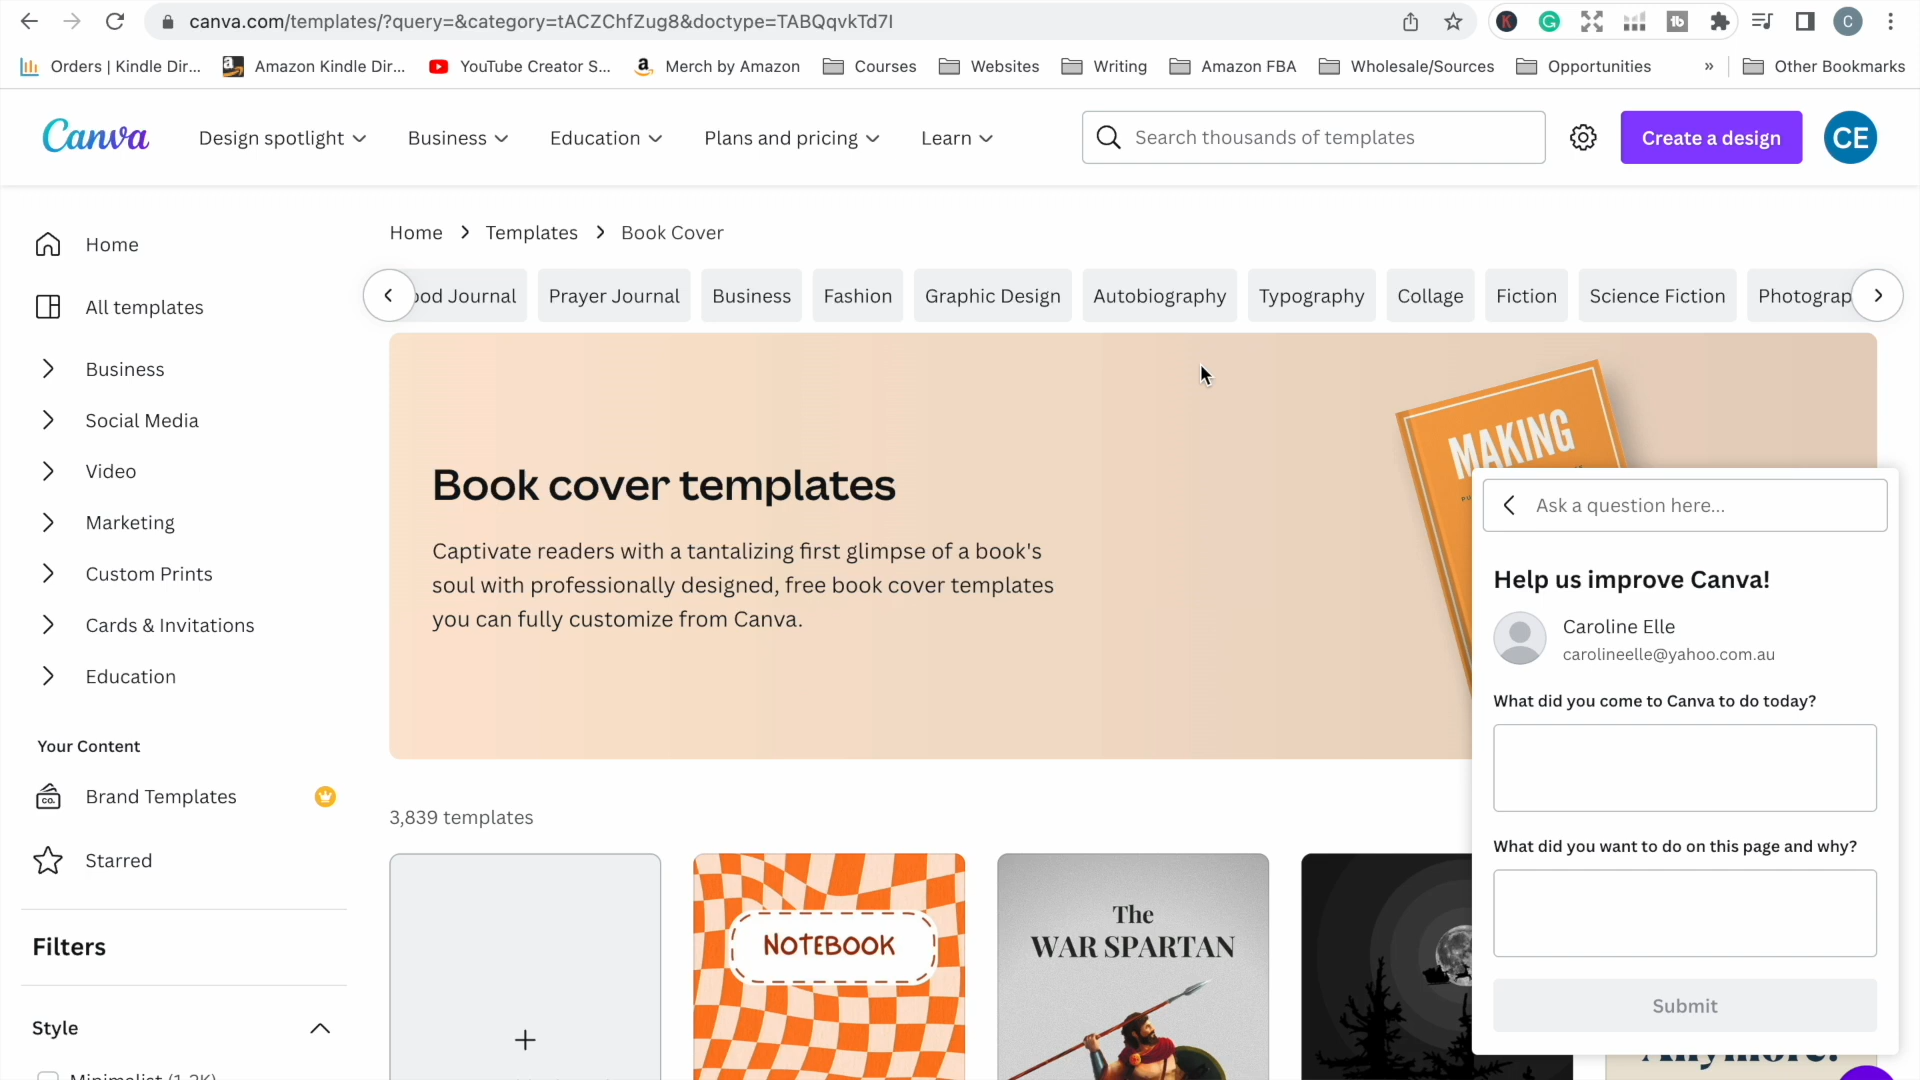 canva.com/templates/?query=&category=tACZChfZug8&doctype=TABQqvkTd7I
Orders | Kindle Dir...
Amazon Kindle Dir...
YouTube Creator S...
Merch by Amazon
Courses
Websites
Writing
Amazon FBA
Wholesale/Sources
Opportunities
»
Other Bookmarks
Canva
Design spotlight
Business
Education
Plans and pricing
Learn
Search thousands of templates
Create a design
CE
Home
All templates
Business
Social Media
Video
Marketing
Custom Prints
Cards & Invitations
Education
Your Content
Brand Templates
Starred
Filters
Style
Minimalist (1.2K)
Home > Templates > Book Cover
ood Journal
Prayer Journal
Business
Fashion
Graphic Design
Autobiography
Typography
Collage
Fiction
Science Fiction
Photograp
Book cover templates
Captivate readers with a tantalizing first glimpse of a book's
soul with professionally designed, free book cover templates
you can fully customize from Canva.
MAKING
3,839 templates
NOTEBOOK
The
WAR SPARTAN
Ask a question here...
Help us improve Canva!
Caroline Elle
carolineelle@yahoo.com.au
What did you come to Canva to do today?
What did you want to do on this page and why?
Submit
Anymore.